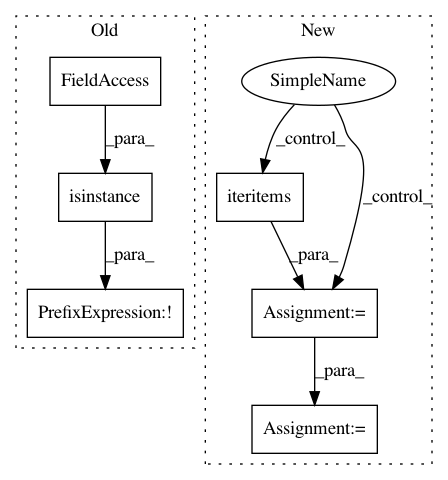 Old
New
FieldAccess
SimpleName
_para_
_control_
isinstance
iteritems
_control_
_para_
_para_
PrefixExpression:!
Assignment:=
_para_
Assignment:=